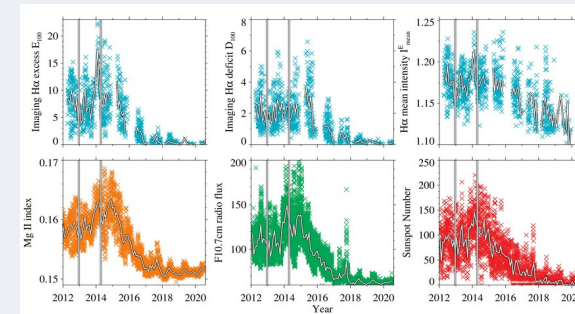 Imaging Hα excess E₁₀₀
20
15
10
5
0
Imaging Hα deficit D₁₀₀
8
6
4
2
0
Hα mean intensity Iᴱmean
1.25
1.20
1.15
1.10
Mg II index
0.17
0.16
0.15
2012 2014 2016 2018 2020
F10.7cm radio flux
200
150
100
2012 2014 2016 2018 2020
Year
Sunspot Number
250
200
150
100
50
0
2012 2014 2016 2018